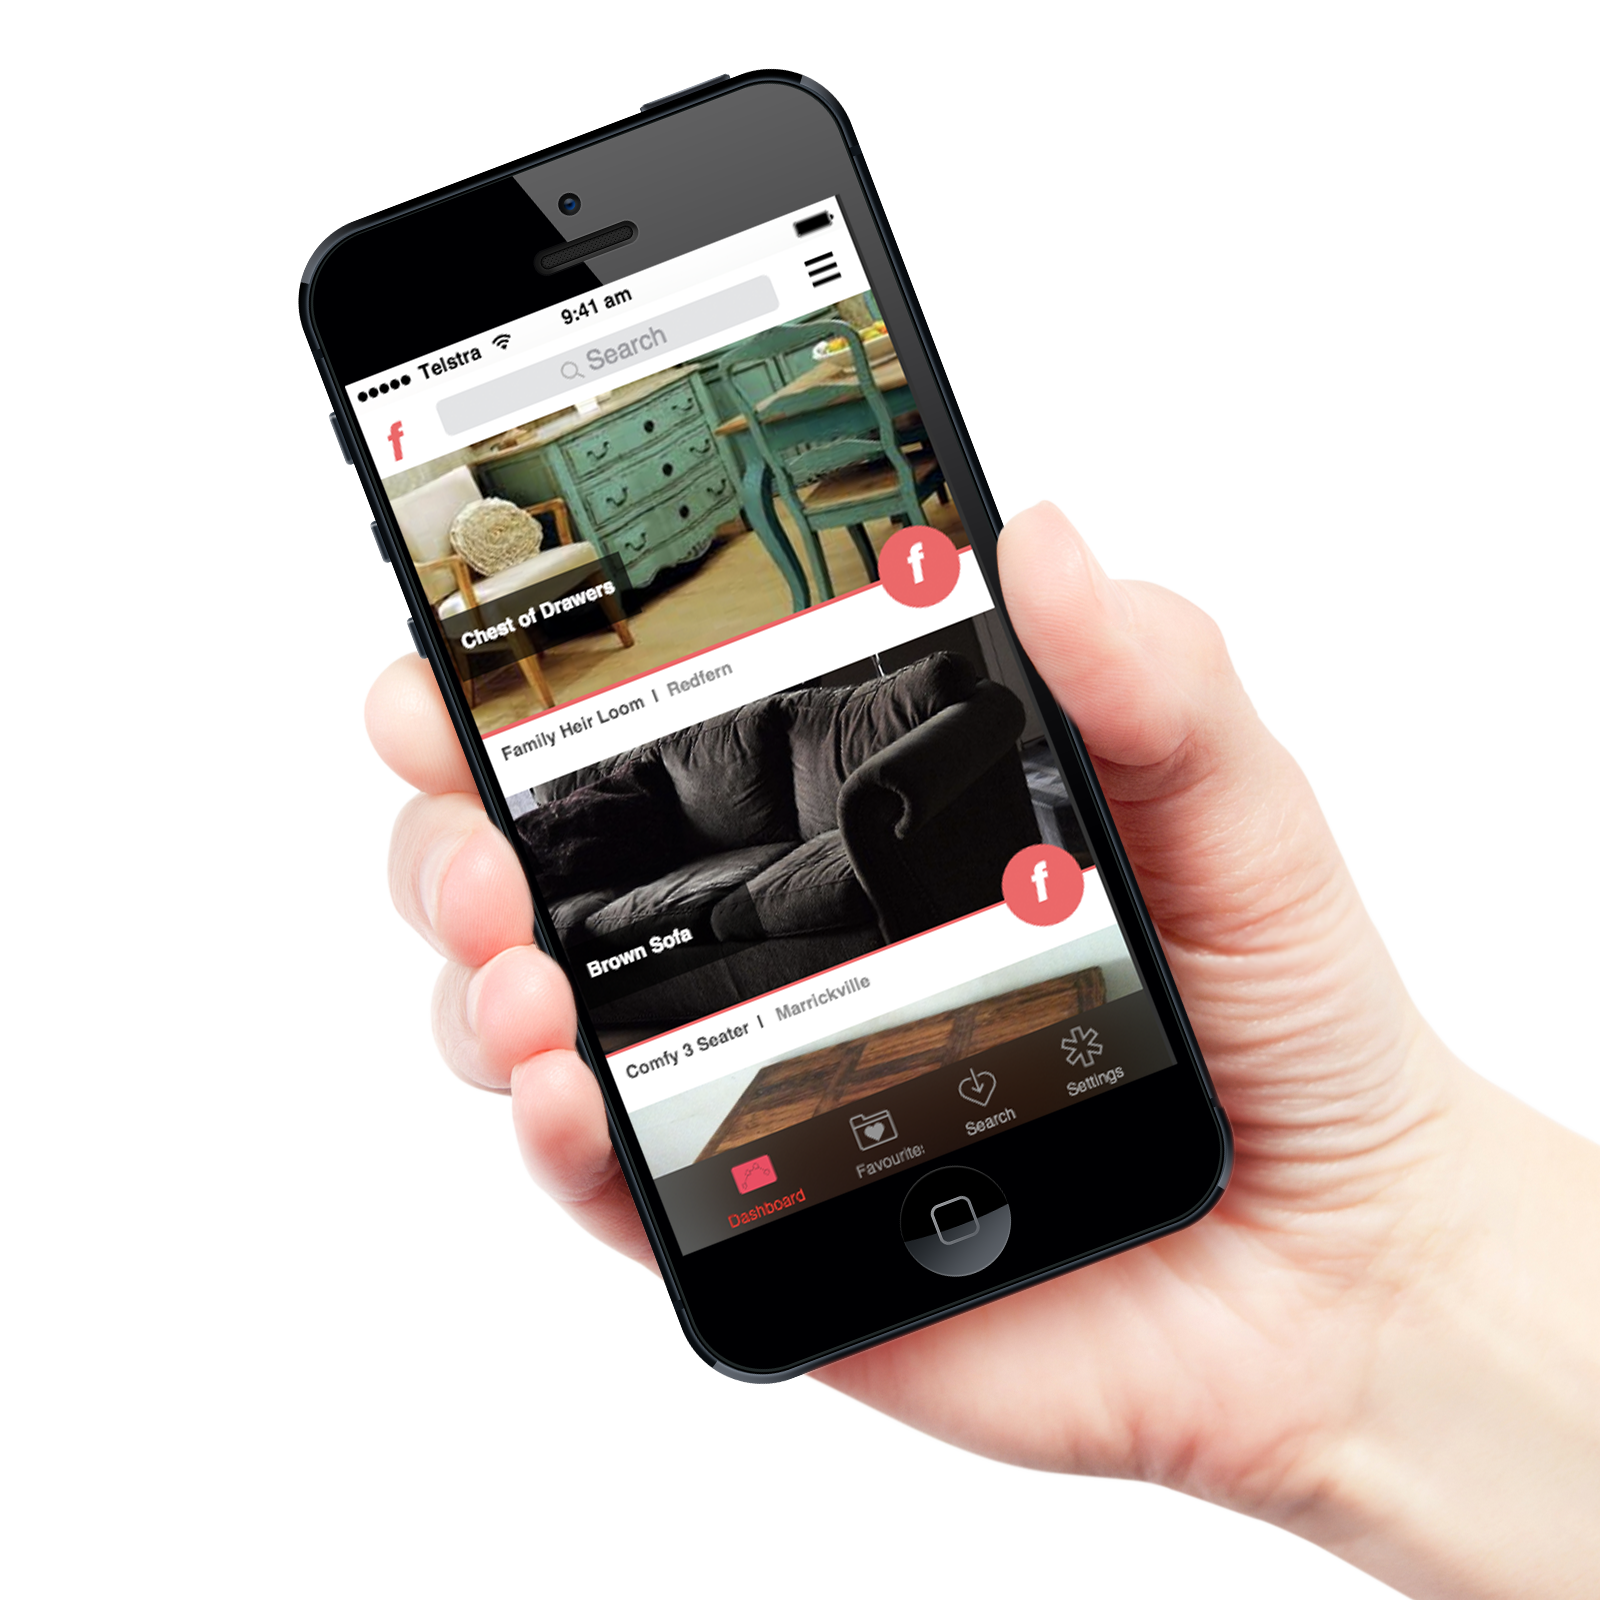 Telstra 9:41 am
f Search
Chest of Drawers
f
Family Heir Loom | Redfern
Brown Sofa
f
Comfy 3 Seater | Marrickville
Dashboard
Favourite:
Search
Settings